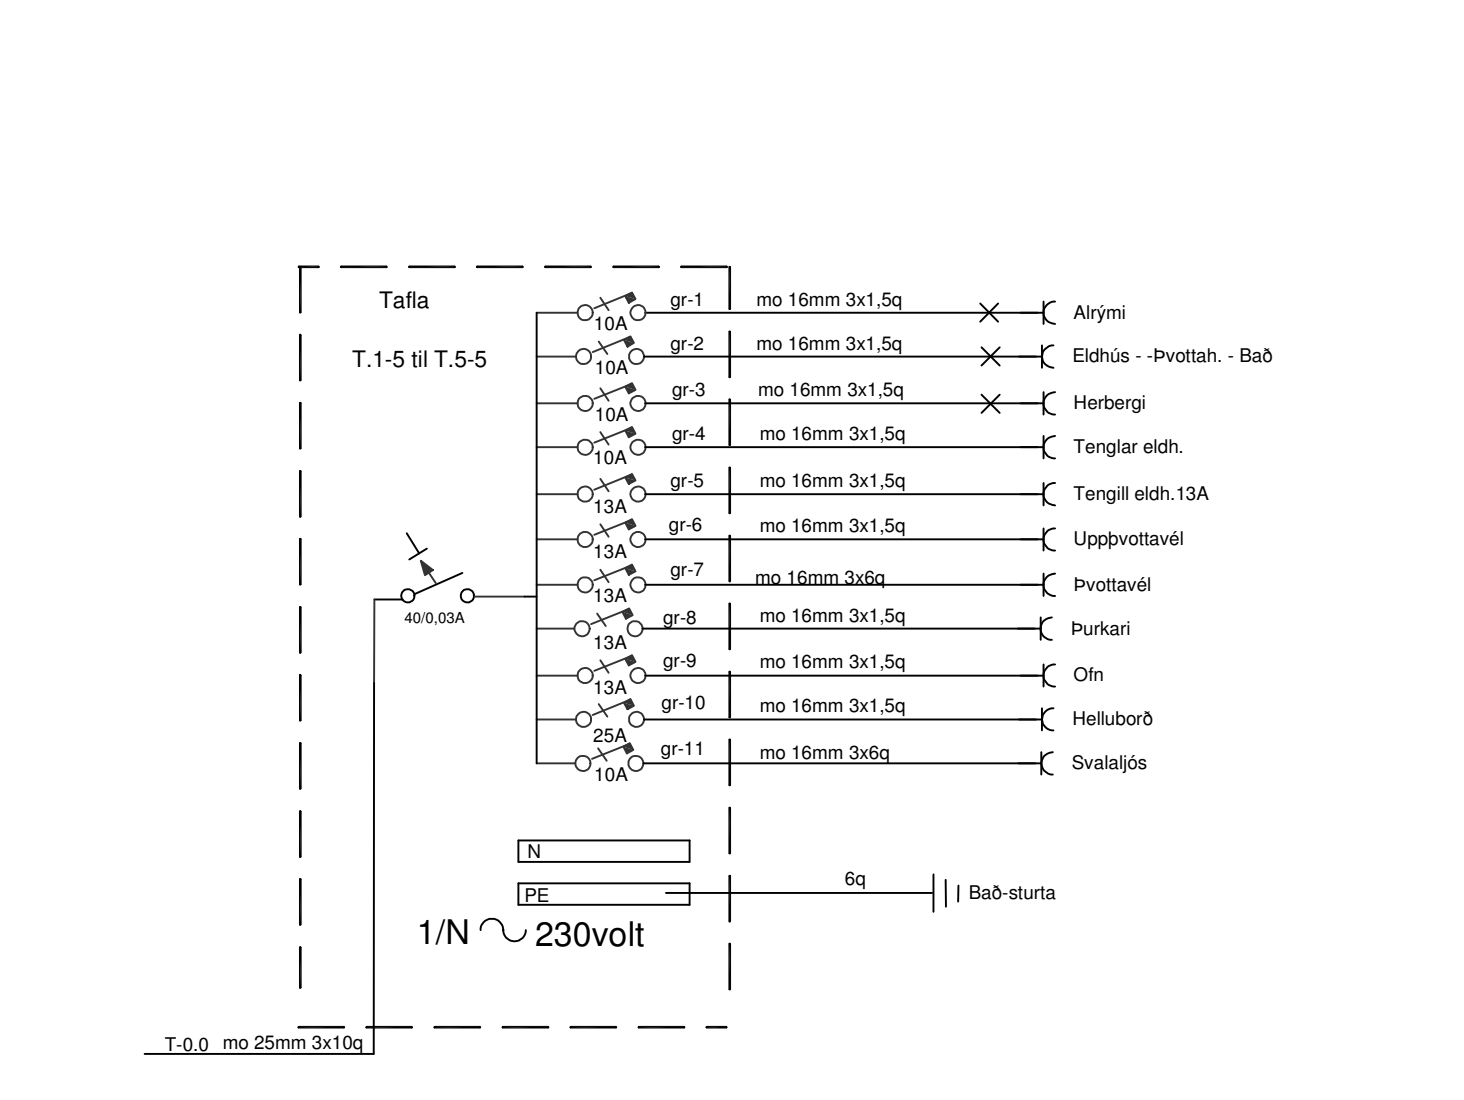 Tafla
T.1-5 til T.5-5
gr-1 mo 16mm 3x1,5q Alrými
10A
gr-2 mo 16mm 3x1,5q Eldhús - -Þvottah. - Bað
10A
gr-3 mo 16mm 3x1,5q Herbergi
10A
gr-4 mo 16mm 3x1,5q Tenglar eldh.
10A
gr-5 mo 16mm 3x1,5q Tengill eldh.13A
13A
gr-6 mo 16mm 3x1,5q Uppþvottavél
13A
gr-7 mo 16mm 3x6q Þvottavél
13A
40/0,03A
gr-8 mo 16mm 3x1,5q Þurkari
13A
gr-9 mo 16mm 3x1,5q Ofn
13A
gr-10 mo 16mm 3x1,5q Helluborð
25A
gr-11 mo 16mm 3x6q Svalaljós
10A
N
PE 6q Bað-sturta
1/N 230volt
T-0.0 mo 25mm 3x10q